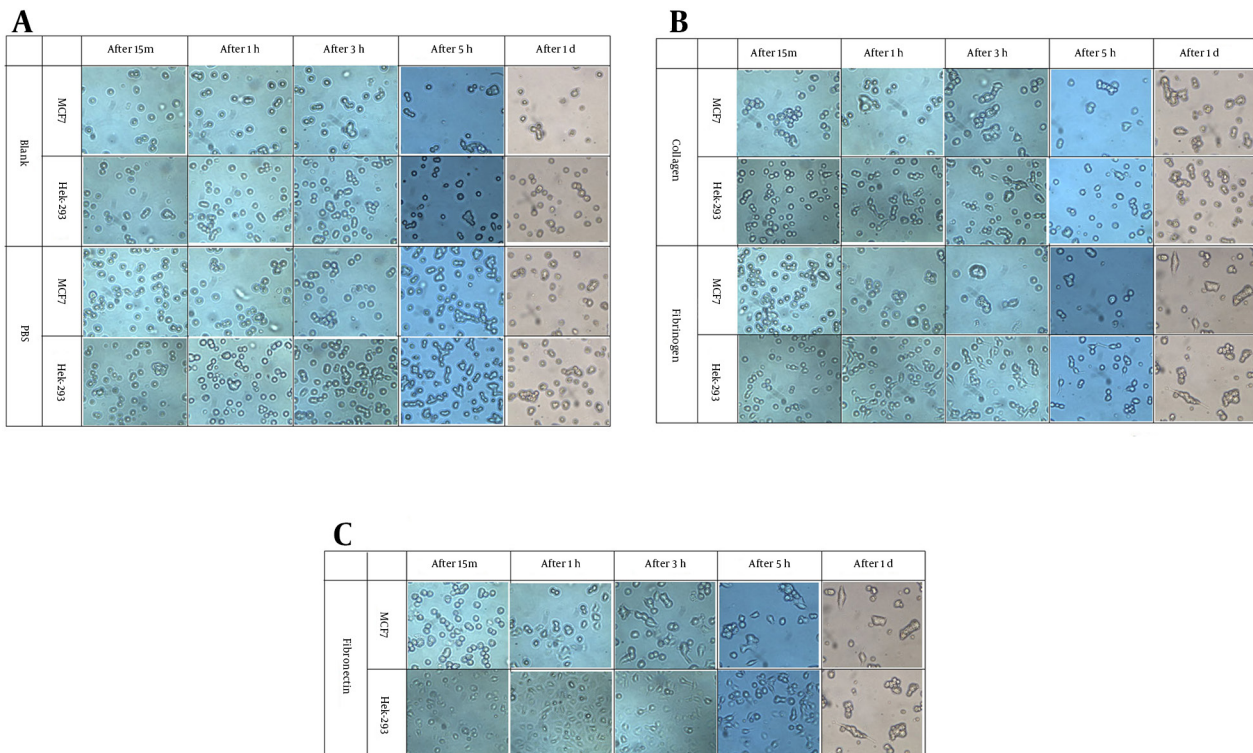 A
After 15m After 1 h After 3 h After 5 h After 1 d
Blank
MCF7
Hek-293
PBS
MCF7
Hek-293
B
After 15m After 1 h After 3 h After 5 h After 1 d
Collagen
MCF7
Hek-293
Fibrinogen
MCF7
Hek-293
C
After 15m After 1 h After 3 h After 5 h After 1 d
Fibronectin
MCF7
Hek-293